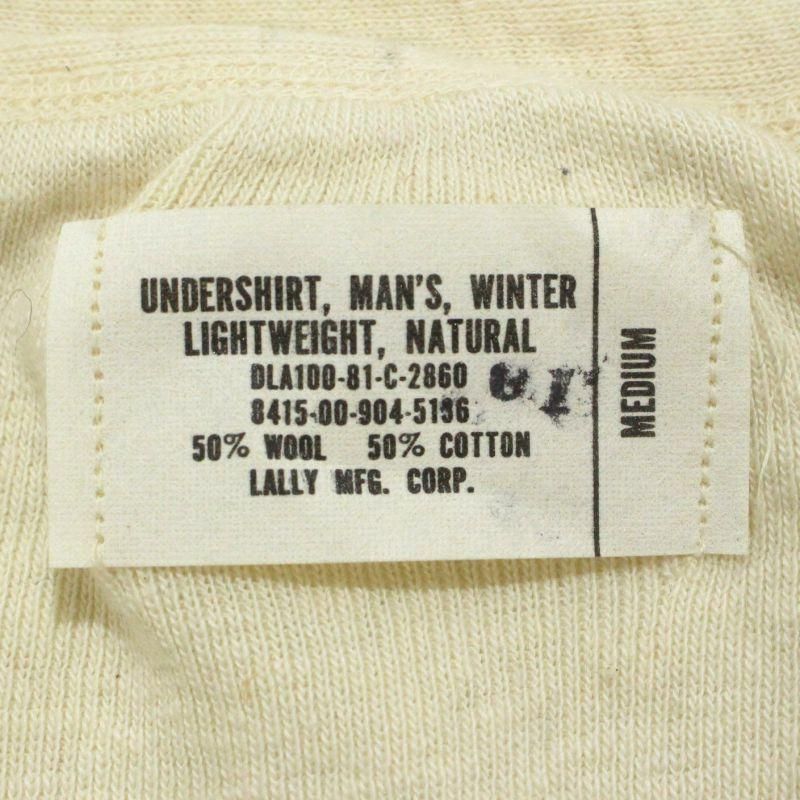 UNDERSHIRT, MAN'S, WINTER
LIGHTWEIGHT, NATURAL
DLA100-81-C-2860
8415-00-904-5136
50% WOOL 50% COTTON
LALLY MFG. CORP.
MEDIUM